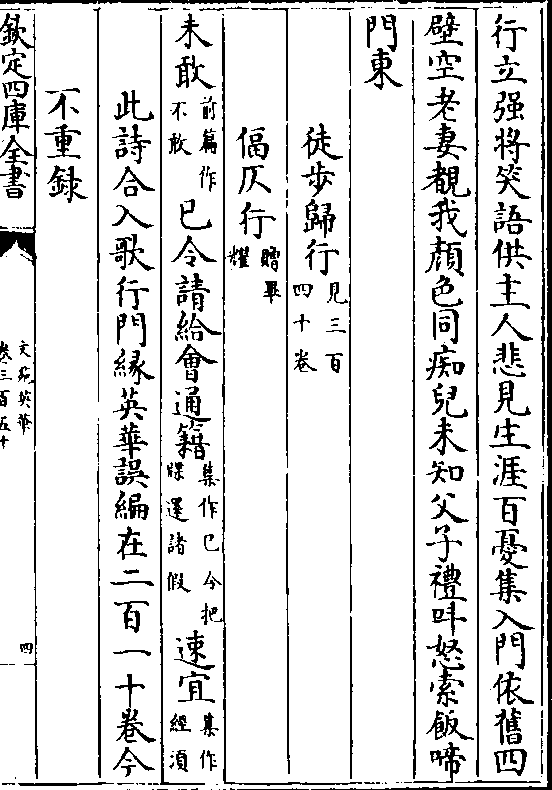 行立强將笑語供主人悲見生涯百憂集入門依舊四
壁空老妻覩我顔色同痴兒未知父子禮呌怒索飯啼
門東
徒步歸行見三百四十卷
偪仄行贈畢耀
未敢前篇作不敢已令請給會通籍集作已令把牒還請假速宜集作經湏
此詩合入歌行門縁英華誤編在二百一十卷今
不重録
欽定四庫全書
文苑英華
卷三百五十
四